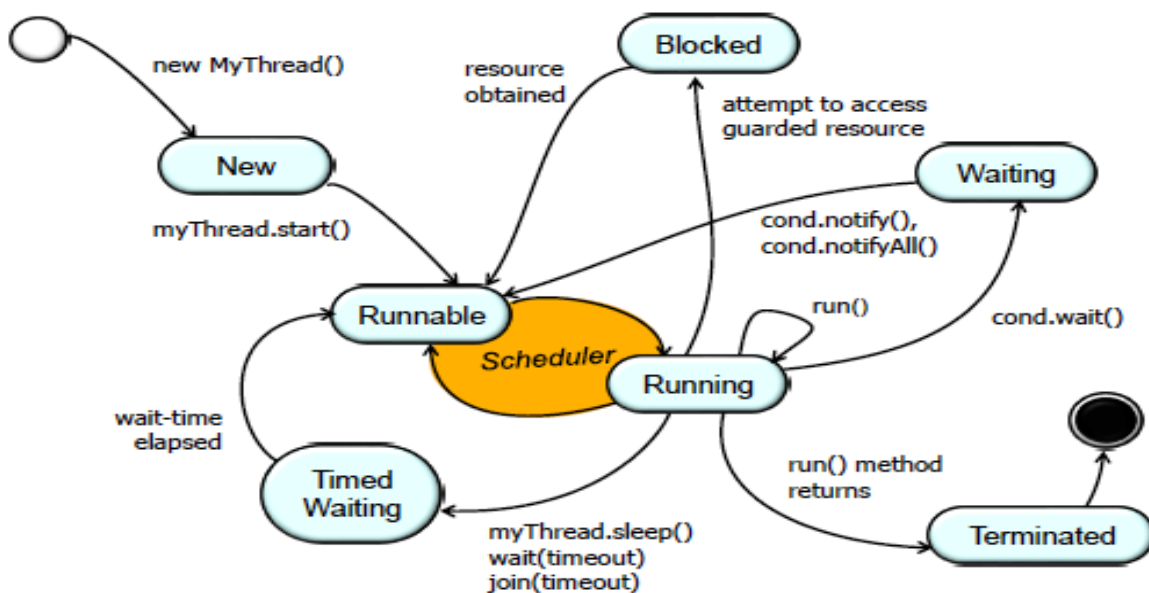 Blocked
new MyThread()
resource
obtained
attempt to access
guarded resource
New
Waiting
myThread.start()
cond.notify(),
cond.notifyAll()
Runnable
run()
cond.wait()
Scheduler
Running
wait-time
elapsed
Timed
Waiting
run() method
returns
myThread.sleep()
wait(timeout)
join(timeout)
Terminated